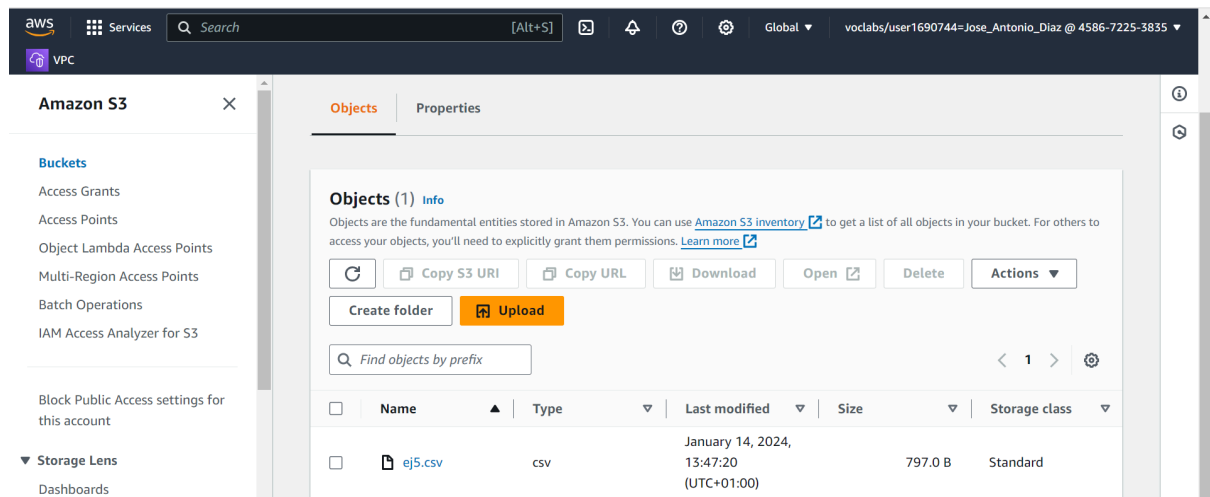 aws
Services
Search
[Alt+S]
Global
voclabs/user1690744=Jose_Antonio_Diaz @ 4586-7225-3835
VPC
Amazon S3
Buckets
Access Grants
Access Points
Object Lambda Access Points
Multi-Region Access Points
Batch Operations
IAM Access Analyzer for S3
Block Public Access settings for
this account
Storage Lens
Dashboards
Objects
Properties
Objects (1) Info
Objects are the fundamental entities stored in Amazon S3. You can use Amazon S3 inventory to get a list of all objects in your bucket. For others to
access your objects, you'll need to explicitly grant them permissions. Learn more
Copy S3 URI
Copy URL
Download
Open
Delete
Actions
Create folder
Upload
Find objects by prefix
1
Name
Type
Last modified
Size
Storage class
ej5.csv
csv
January 14, 2024,
13:47:20
(UTC+01:00)
797.0 B
Standard